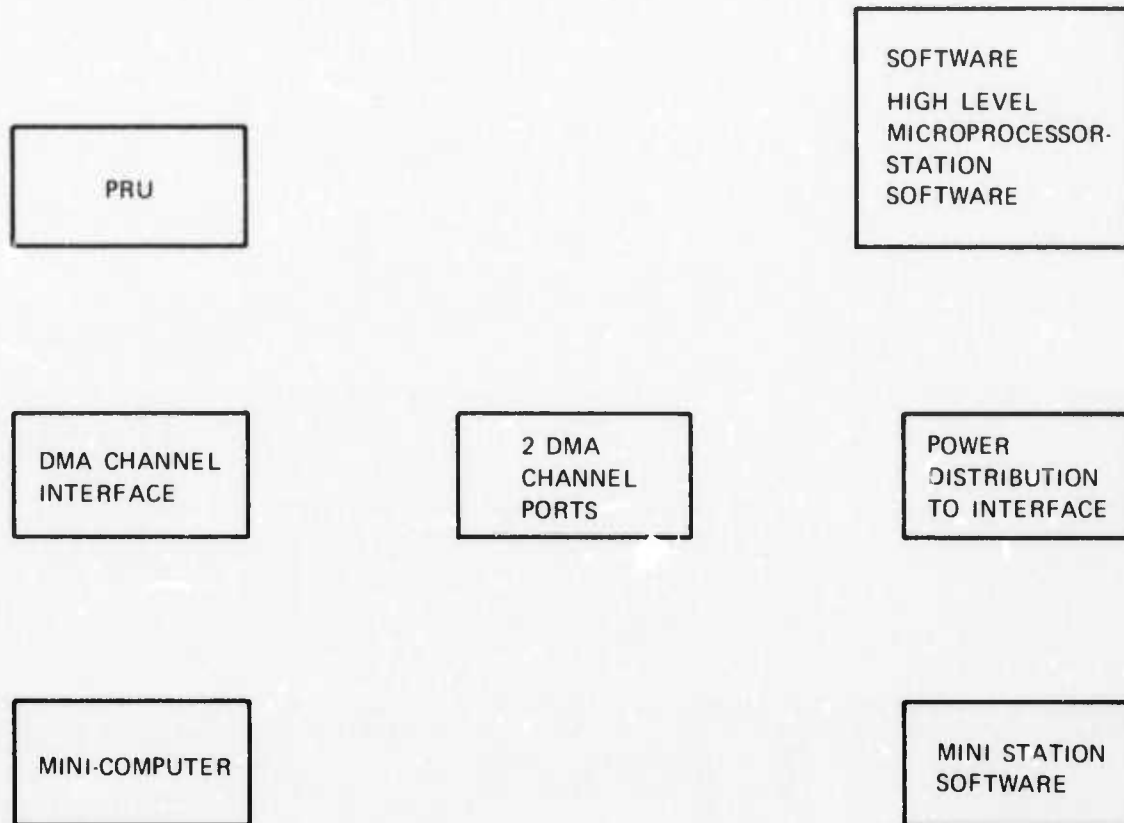 SOFTWARE
HIGH LEVEL
MICROPROCESSOR-
STATION
SOFTWARE
PRU
DMA CHANNEL
INTERFACE
2 DMA
CHANNEL
PORTS
POWER
DISTRIBUTION
TO INTERFACE
MINI-COMPUTER
MINI STATION
SOFTWARE